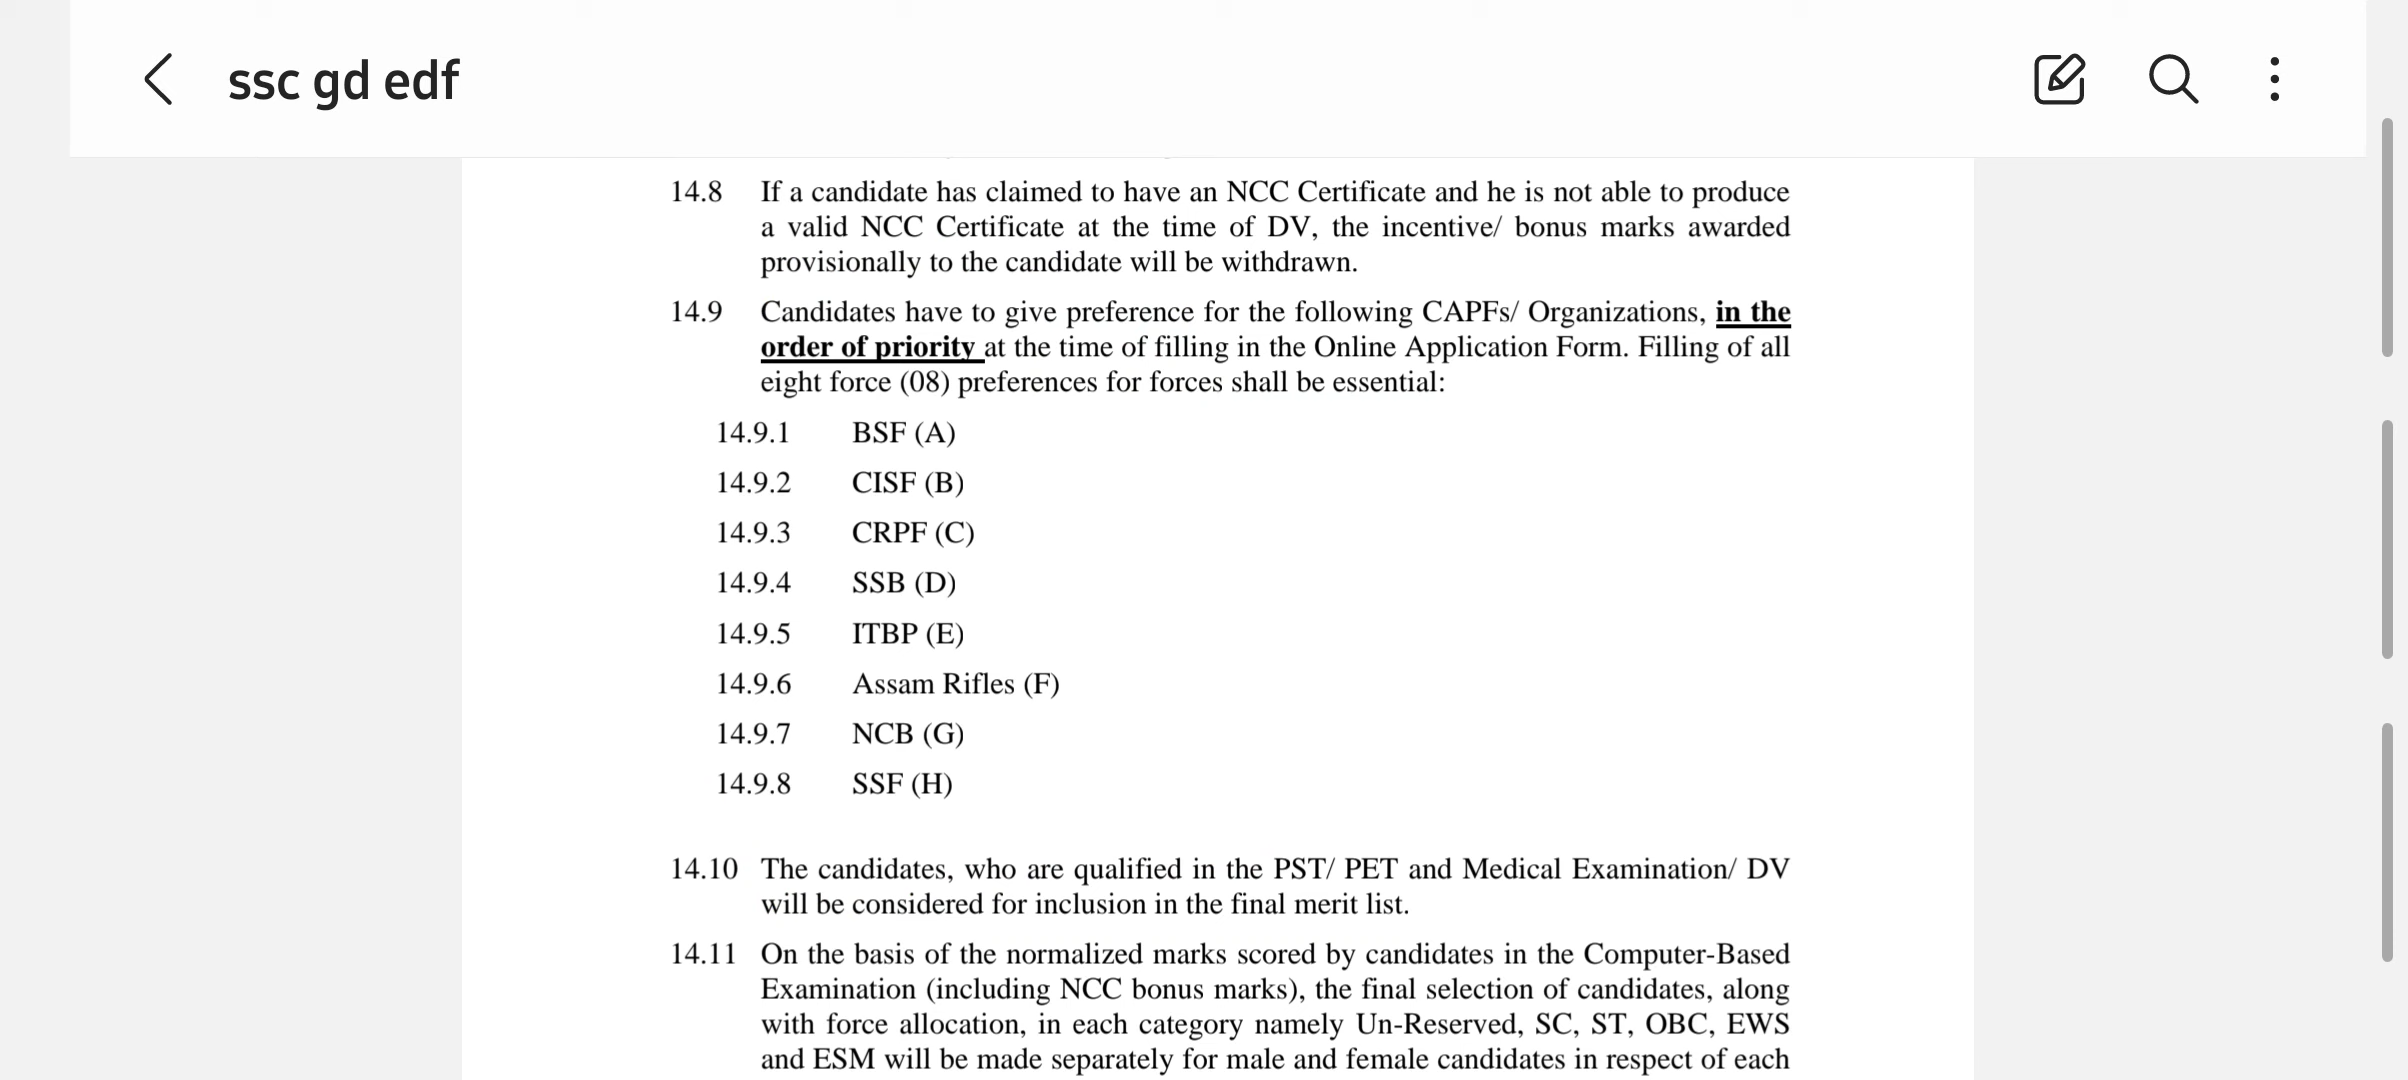 ssc gd edf
14.8 If a candidate has claimed to have an NCC Certificate and he is not able to produce
a valid NCC Certificate at the time of DV, the incentive/ bonus marks awarded
provisionally to the candidate will be withdrawn.
14.9 Candidates have to give preference for the following CAPFs/ Organizations, in the
order of priority at the time of filling in the Online Application Form. Filling of all
eight force (08) preferences for forces shall be essential:
14.9.1 BSF (A)
14.9.2 CISF (B)
14.9.3 CRPF (C)
14.9.4 SSB (D)
14.9.5 ITBP (E)
14.9.6 Assam Rifles (F)
14.9.7 NCB (G)
14.9.8 SSF (H)
14.10 The candidates, who are qualified in the PST/ PET and Medical Examination/ DV
will be considered for inclusion in the final merit list.
14.11 On the basis of the normalized marks scored by candidates in the Computer-Based
Examination (including NCC bonus marks), the final selection of candidates, along
with force allocation, in each category namely Un-Reserved, SC, ST, OBC, EWS
and ESM will be made separately for male and female candidates in respect of each